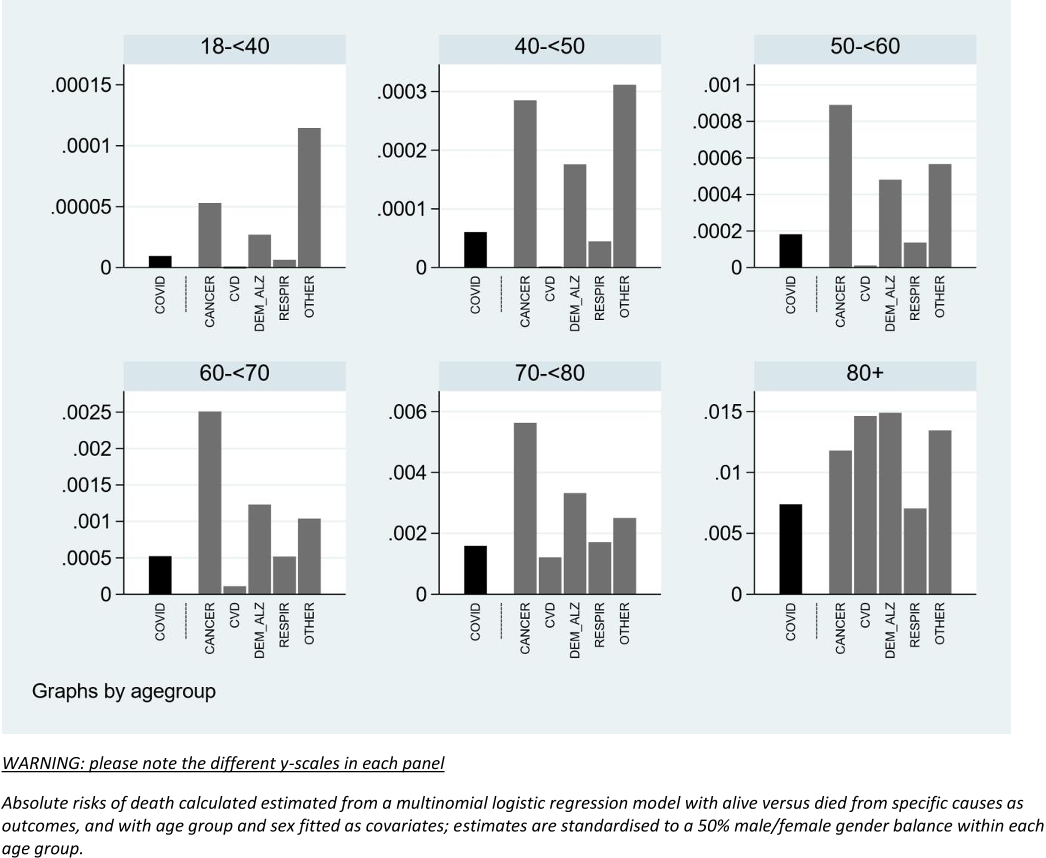 18-<40
.00015
.0001
.00005
0
COVID
----------
CANCER
CVD
DEM_ALZ
RESPIR
OTHER
40-<50
.0003
.0002
.0001
0
COVID
----------
CANCER
CVD
DEM_ALZ
RESPIR
OTHER
50-<60
.001
.0008
.0006
.0004
.0002
0
COVID
----------
CANCER
CVD
DEM_ALZ
RESPIR
OTHER
60-<70
.0025
.002
.0015
.001
.0005
0
COVID
----------
CANCER
CVD
DEM_ALZ
RESPIR
OTHER
70-<80
.006
.004
.002
0
COVID
----------
CANCER
CVD
DEM_ALZ
RESPIR
OTHER
80+
.015
.01
.005
0
COVID
----------
CANCER
CVD
DEM_ALZ
RESPIR
OTHER
Graphs by agegroup
WARNING: please note the different y-scales in each panel
Absolute risks of death calculated estimated from a multinomial logistic regression model with alive versus died from specific causes as
outcomes, and with age group and sex fitted as covariates; estimates are standardised to a 50% male/female gender balance within each
age group.